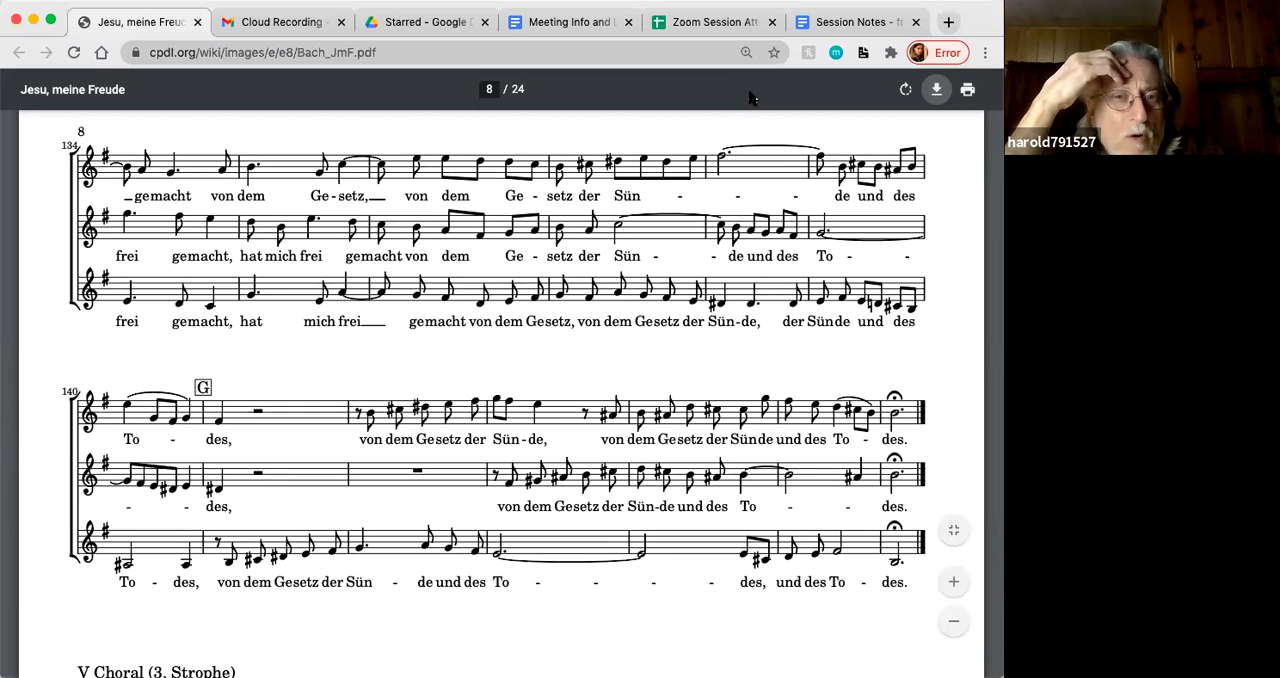 Jesu, meine Freud
Cloud Recording -
Starred - Google D
Meeting Info and L
Zoom Session Att
Session Notes - fr
cpdl.org/wiki/images/e/e8/Bach_JmF.pdf
Error
Jesu, meine Freude
8 / 24
harold791527
8
134
gemacht von dem Ge - setz, von dem Ge - setz der Sün - - - de und des
frei gemacht, hat mich frei gemacht von dem Ge - setz der Sün - - de und des To - -
frei gemacht, hat mich frei gemacht von dem Gesetz, von dem Gesetz der Sün-de, der Sünde und des
140
G
To - des, von dem Gesetz der Sün-de, von dem Gesetz der Sünde und des To - des.
- - des, von dem Gesetz der Sün-de und des To - - des.
To - des, von dem Gesetz der Sün - de und des To - - - - des, und des To - des.
V Choral (3. Strophe)